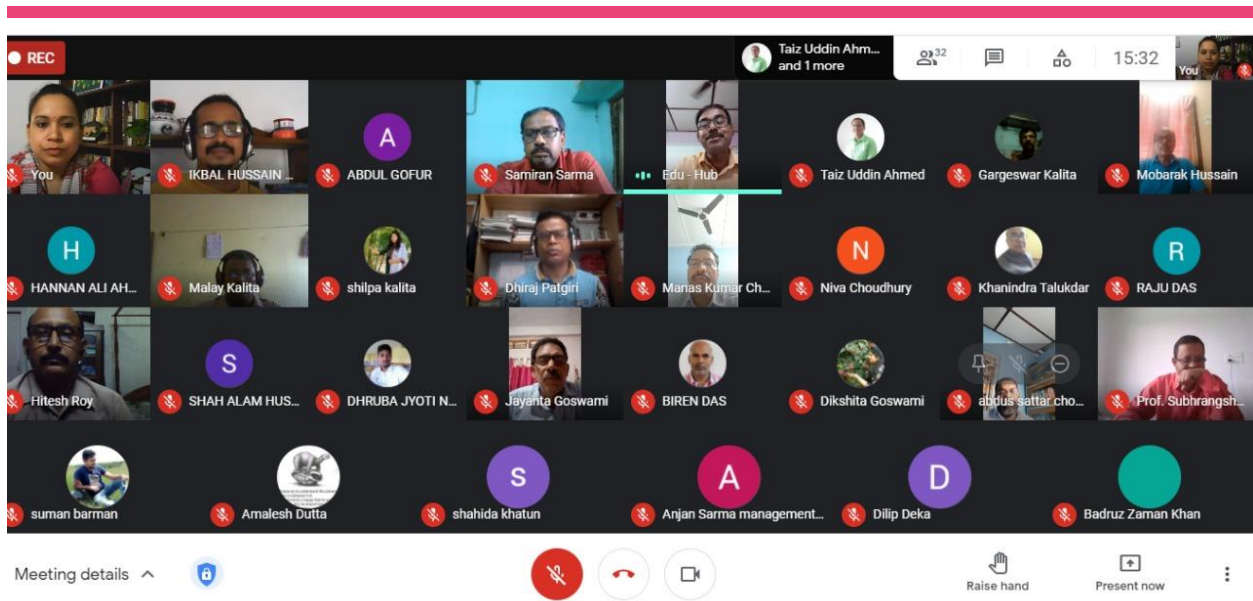 REC
Taiz Uddin Ahm...
and 1 more
32
15:32
You
You
IKBAL HUSSAIN ...
A
ABDUL GOFUR
Samiran Sarma
Edu - Hub
Taiz Uddin Ahmed
Gargeswar Kalita
Mobarak Hussain
H
HANNAN ALI AH...
Malay Kalita
shilpa kalita
Dhiraj Patgiri
Manas Kumar Ch...
N
Niva Choudhury
Khanindra Talukdar
R
RAJU DAS
Hitesh Roy
S
SHAH ALAM HUS...
DHRUBA JYOTI N...
Jayanta Goswami
BIREN DAS
Dikshita Goswami
abdus sattar cho...
Prof. Subhrangsh...
suman barman
Amalesh Dutta
s
shahida khatun
A
Anjan Sarma management...
D
Dilip Deka
Badruz Zaman Khan
Meeting details
Raise hand
Present now